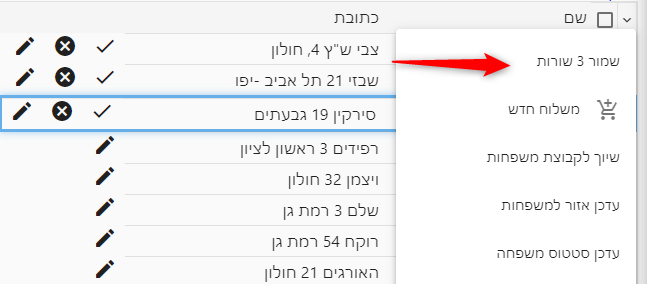 שם
כתובת
צבי ש"ץ 4, חולון
שבזי 21 תל אביב -יפו
סירקין 19 גבעתים
רפידים 3 ראשון לציון
ויצמן 32 חולון
שלם 3 רמת גן
רוקח 54 רמת גן
האורגים 21 חולון
שמור 3 שורות
משלוח חדש
שיוך לקבוצת משפחות
עדכן אזור למשפחות
עדכן סטטוס משפחה